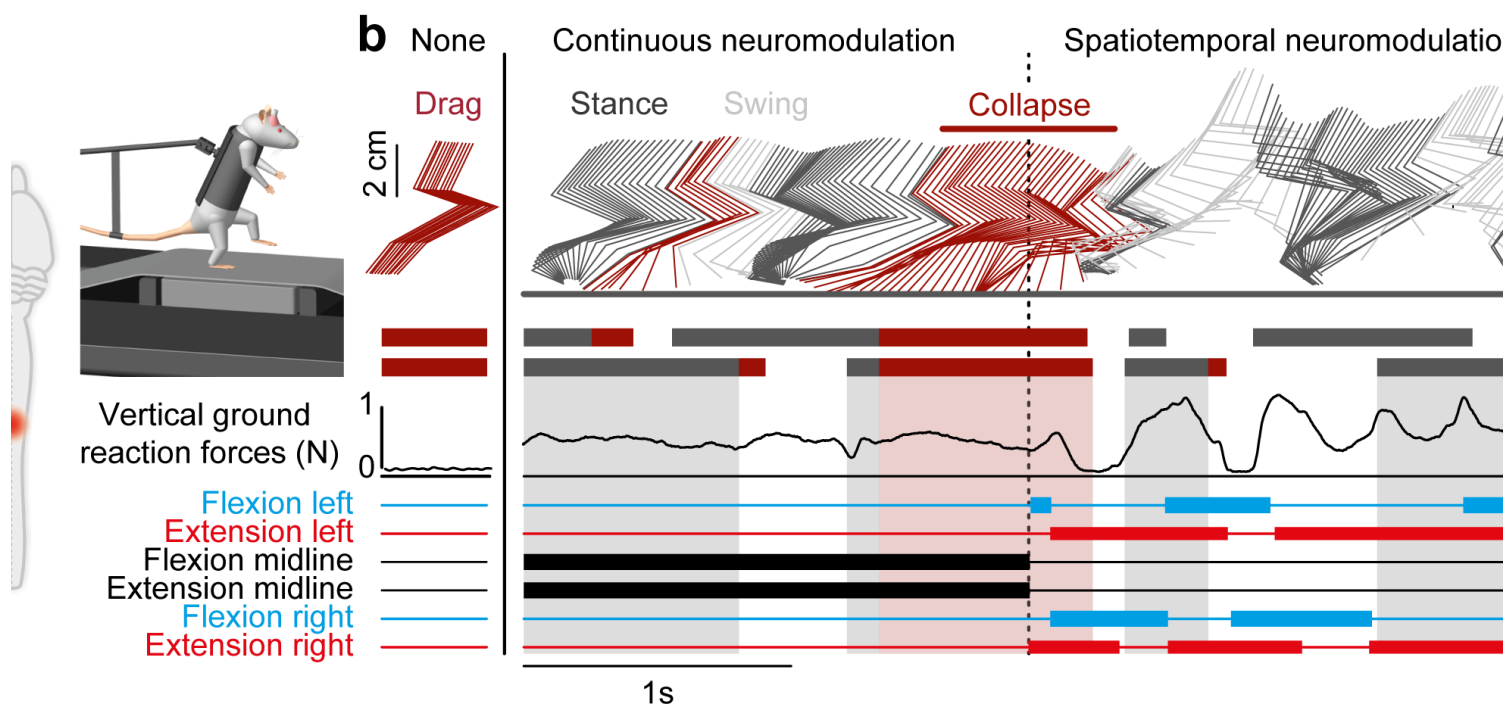 b
None
Continuous neuromodulation
Spatiotemporal neuromodulatio
Drag
Stance
Swing
Collapse
2 cm
Vertical ground
reaction forces (N)
1
0
Flexion left
Extension left
Flexion midline
Extension midline
Flexion right
Extension right
1s